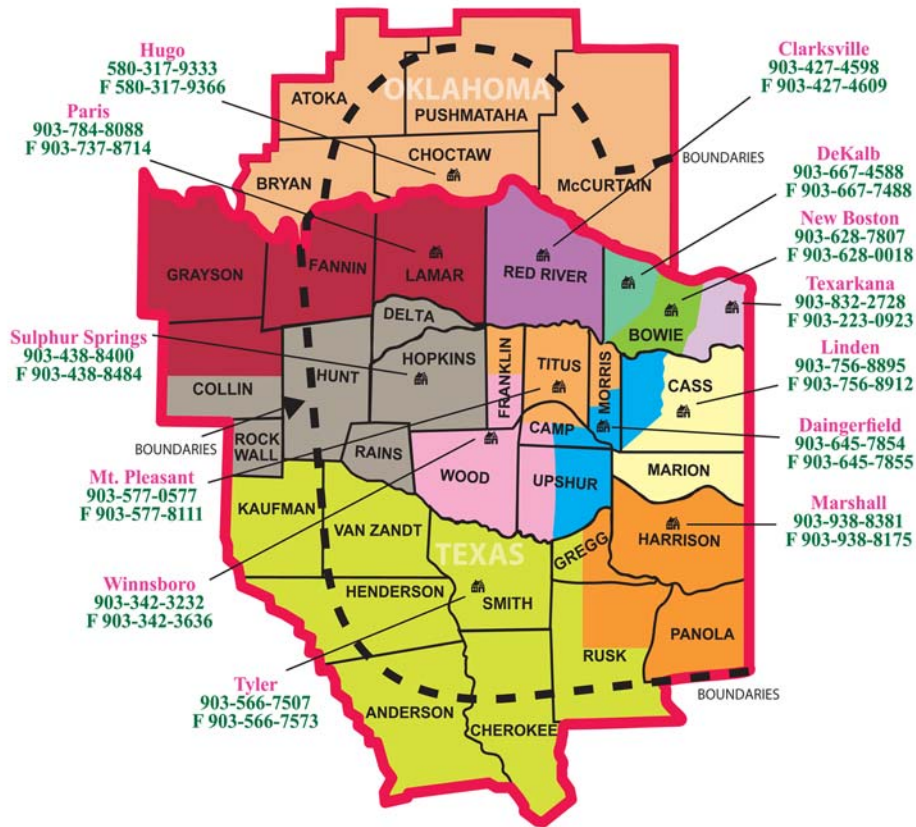 Hugo
580-317-9333
F 580-317-9366
Paris
903-784-8088
F 903-737-8714
Clarksville
903-427-4598
F 903-427-4609
DeKalb
903-667-4588
F 903-667-7488
New Boston
903-628-7807
F 903-628-0018
Texarkana
903-832-2728
F 903-223-0923
Linden
903-756-8895
F 903-756-8912
Daingerfield
903-645-7854
F 903-645-7855
Marshall
903-938-8381
F 903-938-8175
Sulphur Springs
903-438-8400
F 903-438-8484
Mt. Pleasant
903-577-0577
F 903-577-8111
Winnsboro
903-342-3232
F 903-342-3636
Tyler
903-566-7507
F 903-566-7573
OKLAHOMA
ATOKA
PUSHMATAHA
CHOCTAW
BRYAN
McCURTAIN
BOUNDARIES
GRAYSON
FANNIN
LAMAR
RED RIVER
BOWIE
DELTA
HOPKINS
HUNT
COLLIN
FRANKLIN
TITUS
MORRIS
CASS
BOUNDARIES
ROCK
WALL
RAINS
CAMP
WOOD
UPSHUR
MARION
KAUFMAN
VAN ZANDT
TEXAS
GREGG
HARRISON
HENDERSON
SMITH
RUSK
PANOLA
ANDERSON
CHEROKEE
BOUNDARIES